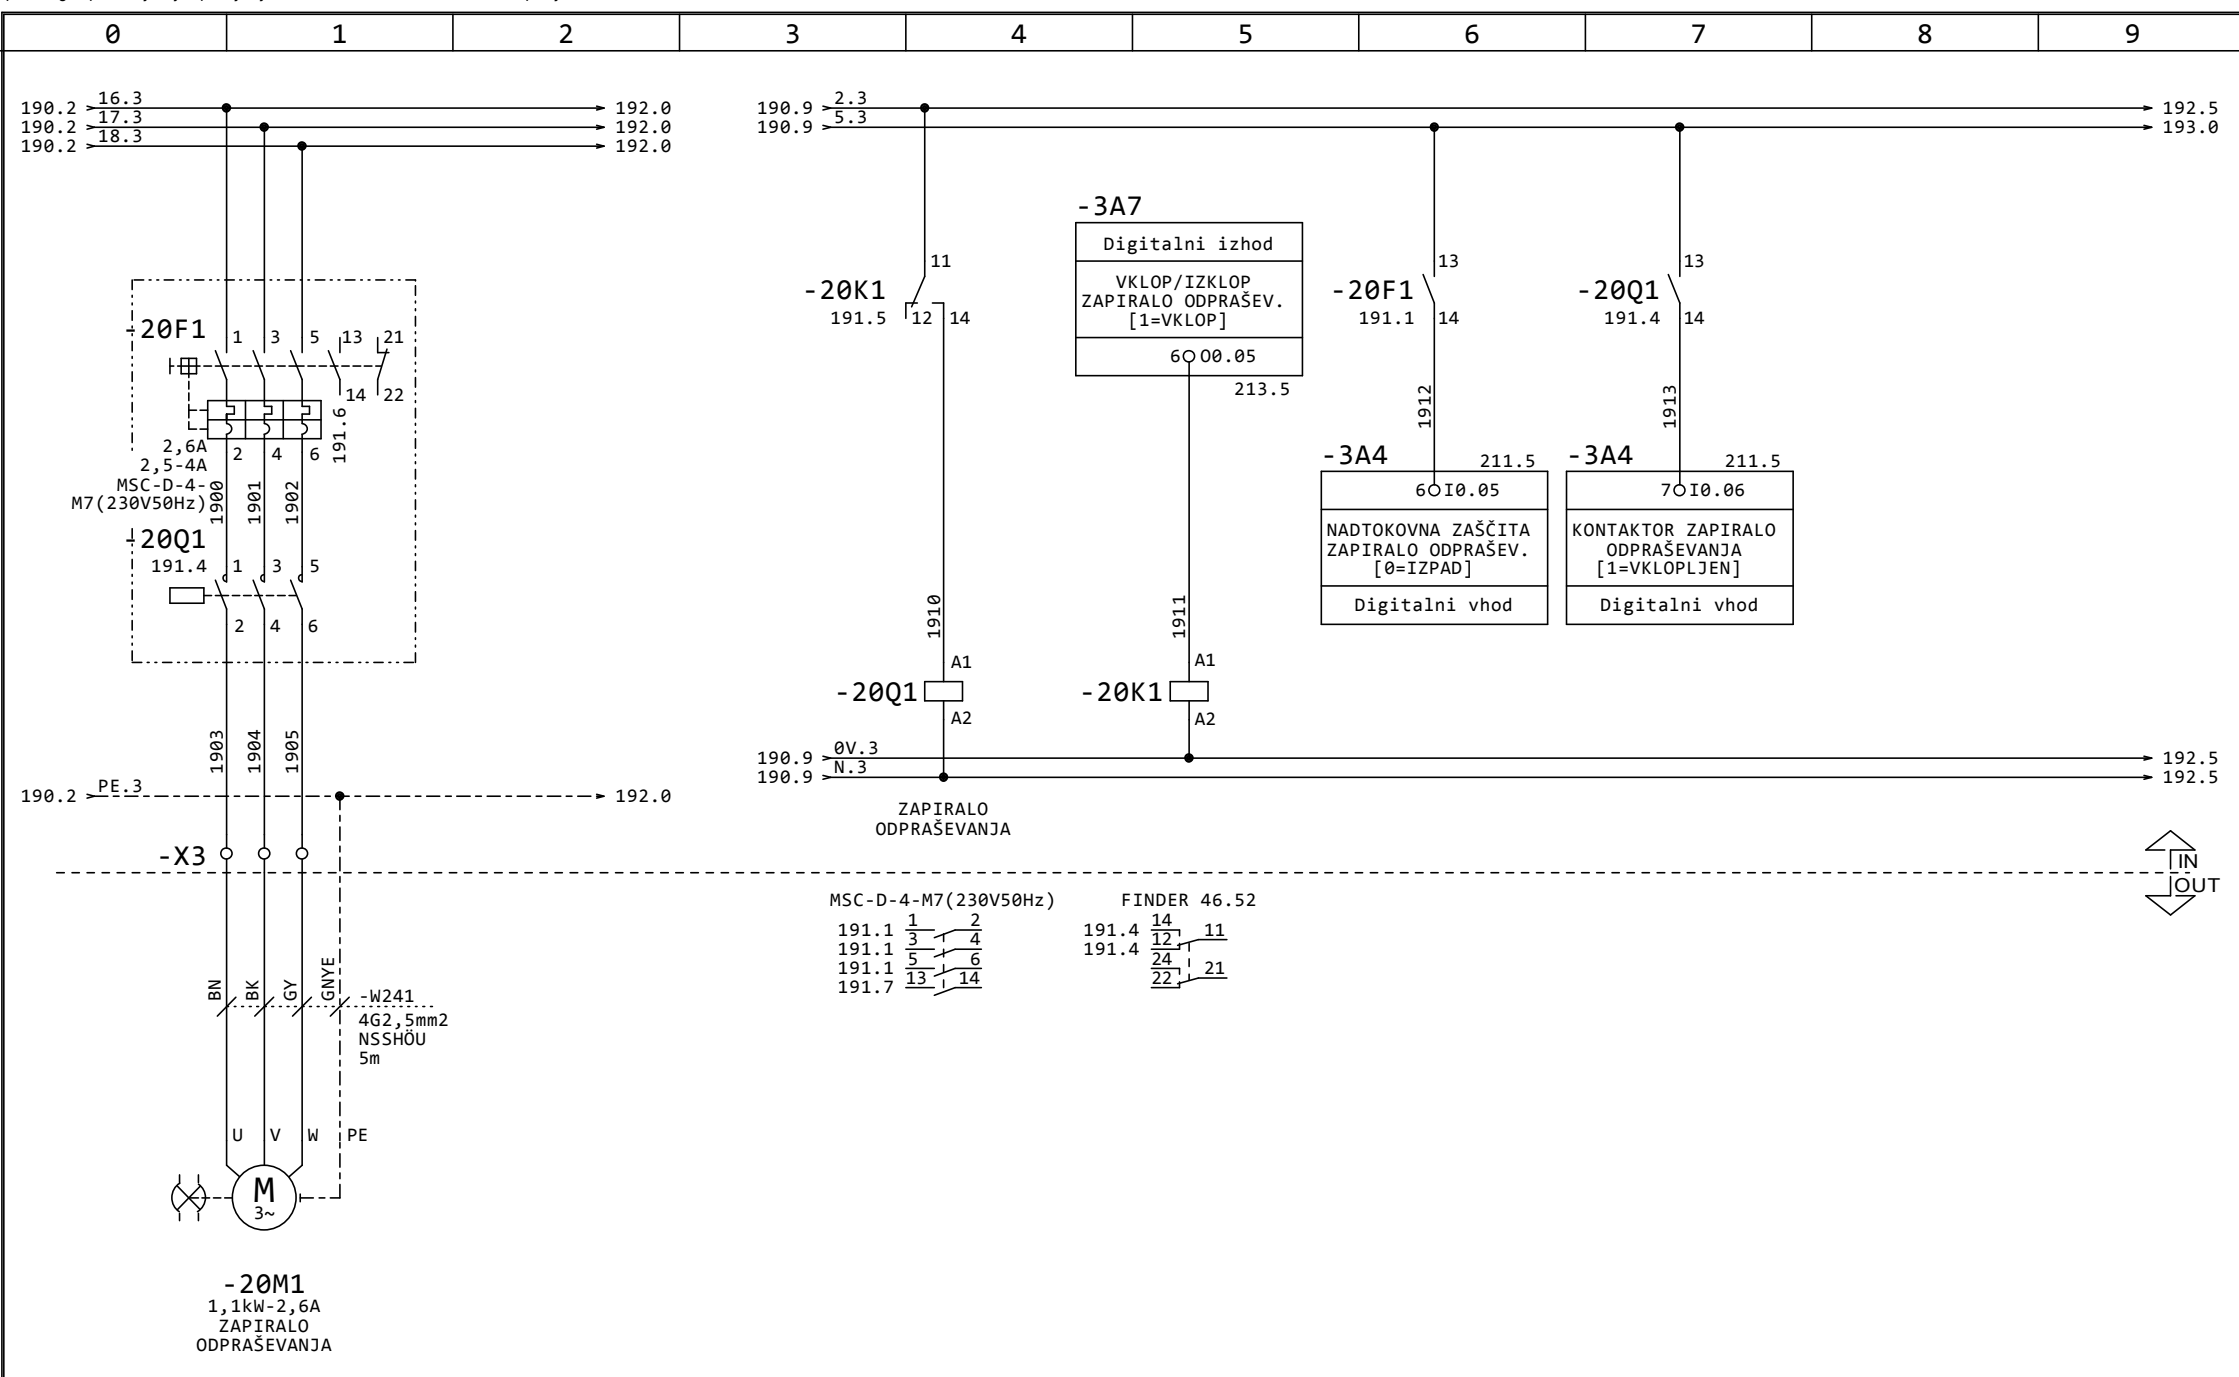 0 1 2 3 4 5 6 7 8 9
190.2 16.3 192.0
190.2 17.3 192.0
190.2 18.3 192.0
190.9 2.3 192.5
190.9 5.3 193.0
-3A7
Digitalni izhod
VKLOP/IZKLOP
ZAPIRALO ODPRAŠEV.
[1=VKLOP]
6 O0.05
213.5
-20K1
191.5
11
12 14
-20F1
191.1
13
14
-20Q1
191.4
13
14
-20F1
1 3 5 13 21
14 22
191.6
2,6A
2,5-4A
MSC-D-4-
M7(230V50Hz)
2 4 6
1900 1901 1902
-20Q1
191.4
1 3 5
2 4 6
1912
1913
-3A4 211.5
6 I0.05
NADTOKOVNA ZAŠČITA
ZAPIRALO ODPRAŠEV.
[0=IZPAD]
Digitalni vhod
-3A4 211.5
7 I0.06
KONTAKTOR ZAPIRALO
ODPRAŠEVANJA
[1=VKLOPLJEN]
Digitalni vhod
1910
1911
-20Q1
A1
A2
-20K1
A1
A2
1903 1904 1905
190.9 0V.3 192.5
190.9 N.3 192.5
190.2 PE.3 192.0
ZAPIRALO
ODPRAŠEVANJA
-X3
IN
OUT
MSC-D-4-M7(230V50Hz)
191.1 1 2
191.1 3 4
191.1 5 6
191.7 13 14
FINDER 46.52
191.4 14
191.4 12 11
24
22 21
BN BK GY GNYE
-W241
4G2,5mm2
NSSHÖU
5m
U V W PE
M
3~
-20M1
1,1kW-2,6A
ZAPIRALO
ODPRAŠEVANJA